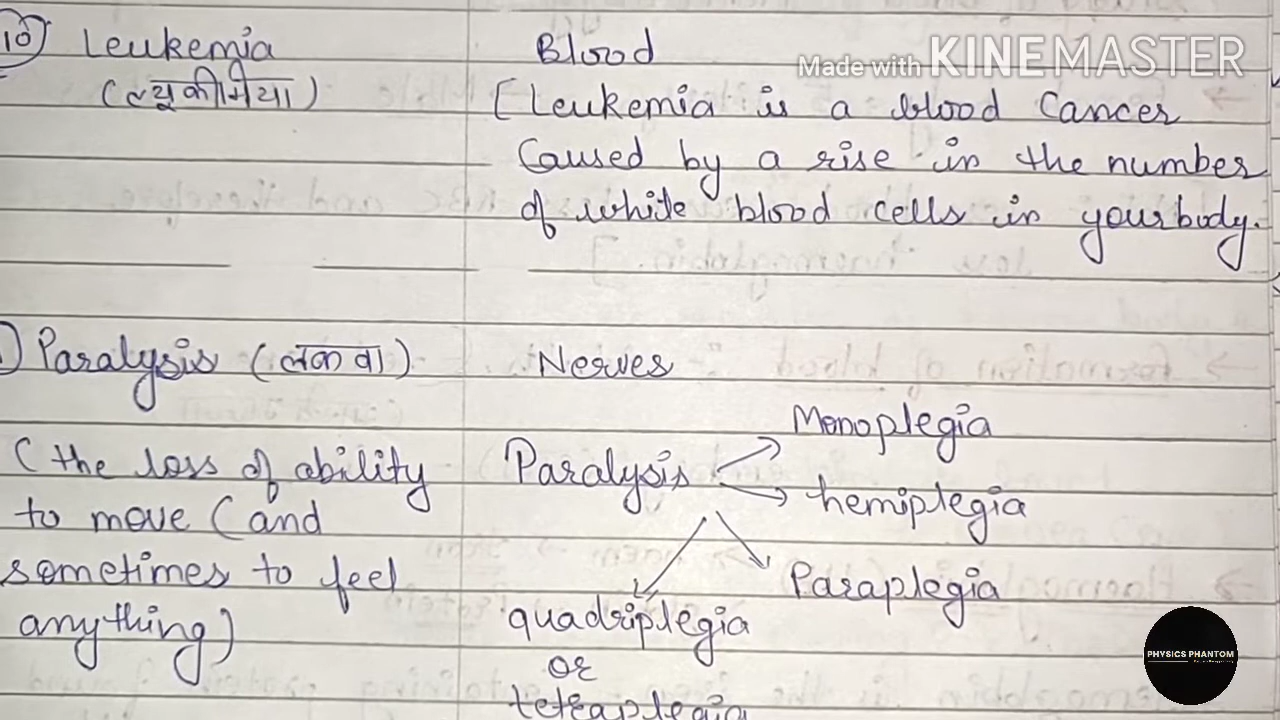 10 Leukemia Blood
(ल्यूकीमिया) [Leukemia is a blood Cancer
Caused by a rise in the number
of white blood cells in your body.
Paralysis (लकवा) Nerves
Monoplegia
(the loss of ability Paralysis
to move (and hemiplegia
sometimes to feel Paraplegia
anything) quadriplegia
or
tetraplegia
Made with KINEMASTER
PHYSICS PHANTOM